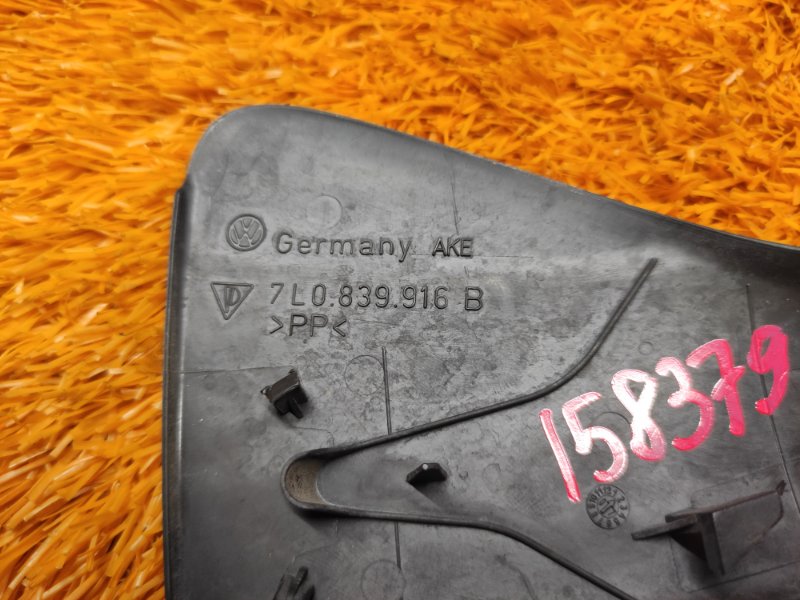 Germany AKE
7L0.839.916 B
>PP<
158379